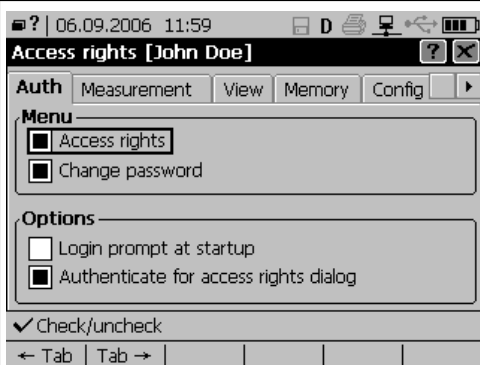 ? 06.09.2006 11:59 D
Access rights [John Doe] ? X
Auth Measurement View Memory Config
Menu
Access rights
Change password
Options
Login prompt at startup
Authenticate for access rights dialog
✓ Check/uncheck
← Tab Tab →